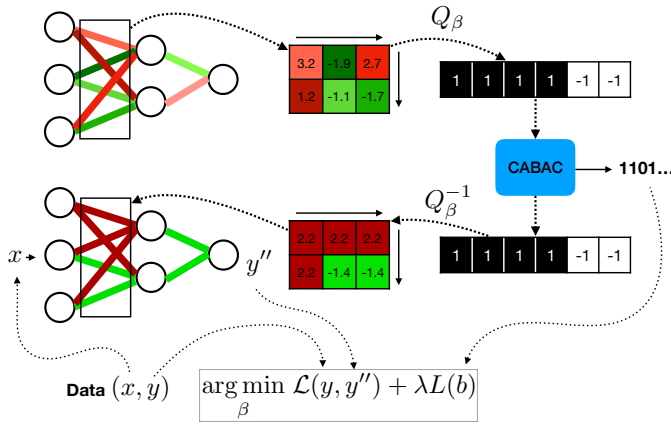 Q_β
3.2 -1.9 2.7
1.2 -1.1 -1.7
1 1 1 1 -1 -1
CABAC
1101...
Q_β^{-1}
2.2 2.2 2.2
2.2 -1.4 -1.4
1 1 1 1 -1 -1
x
y''
Data (x, y)
arg min ℒ(y, y'') + λL(b)
β